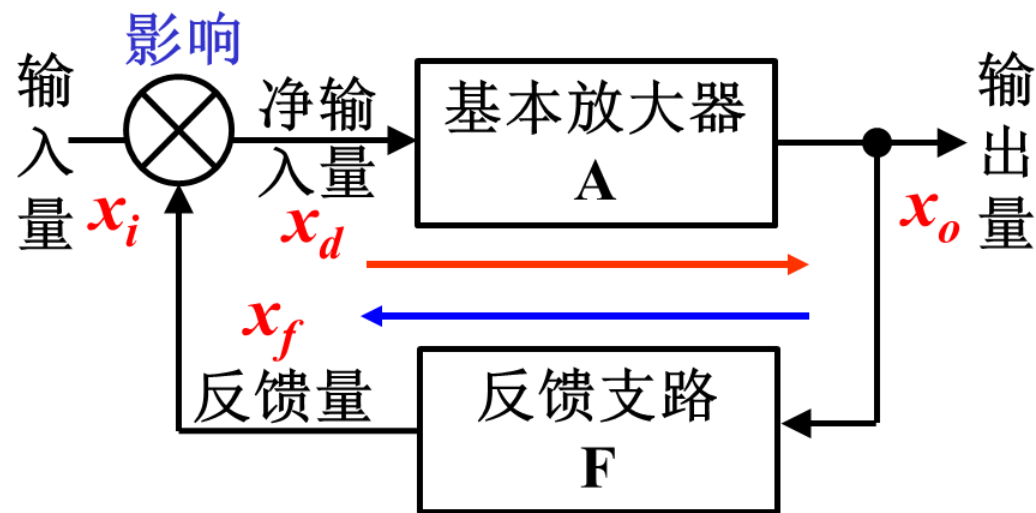 影响
输
入
量
x_i
净输
入量
x_d
基本放大器
A
输
出
量
x_o
x_f
反馈量
反馈支路
F